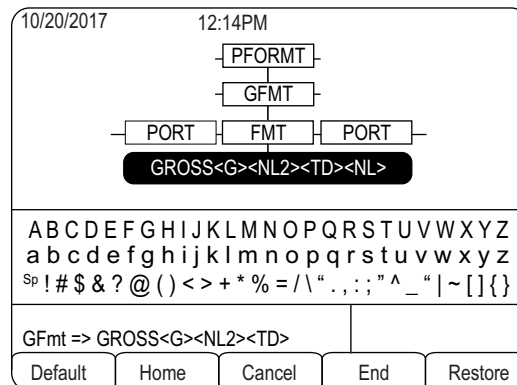 10/20/2017 12:14PM
PFORMT
GFMT
PORT FMT PORT
GROSS<G><NL2><TD><NL>
A B C D E F G H I J K L M N O P Q R S T U V W X Y Z
a b c d e f g h i j k l m n o p q r s t u v w x y z
Sp ! # $ & ? @ ( ) < > + * % = / \ “ . , : ; ” ^ _ “ | ~ [ ] { }
GFmt => GROSS<G><NL2><TD>
Default Home Cancel End Restore